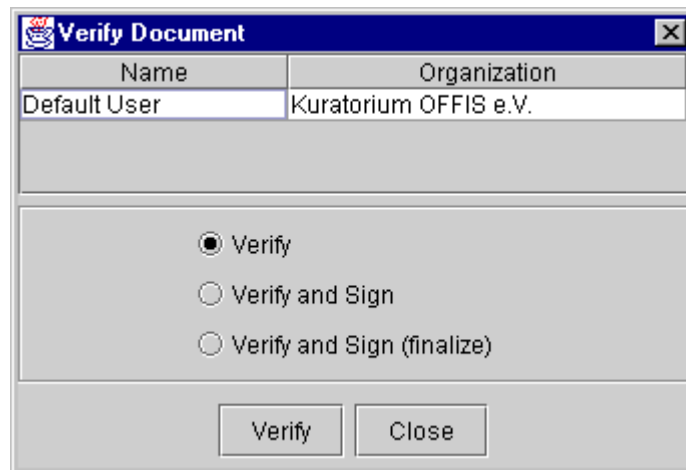 Verify Document
Name Organization
Default User Kuratorium OFFIS e.V.
Verify
Verify and Sign
Verify and Sign (finalize)
Verify Close